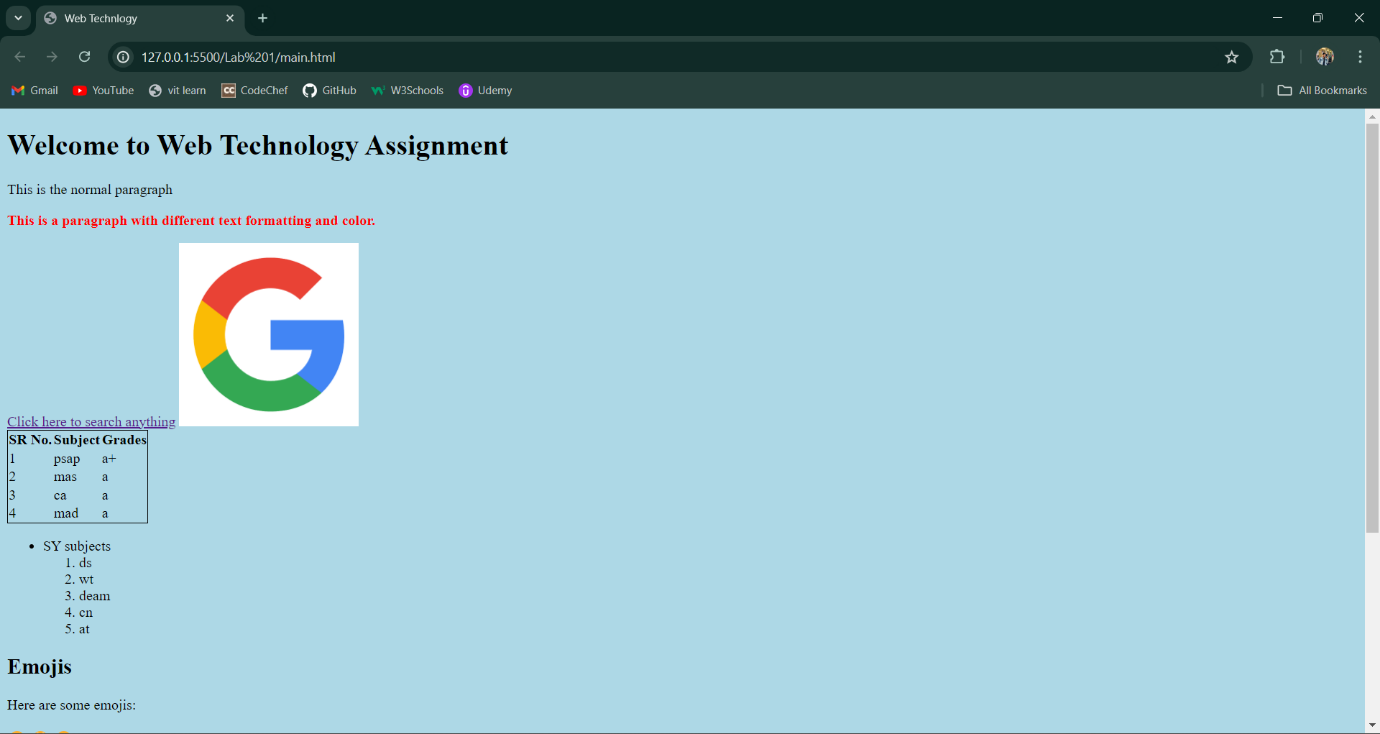 Web Technlogy
127.0.0.1:5500/Lab%201/main.html
Gmail YouTube vit learn CodeChef GitHub W3Schools Udemy All Bookmarks
Welcome to Web Technology Assignment
This is the normal paragraph
This is a paragraph with different text formatting and color.
Click here to search anything
SR No. Subject Grades
1 psap a+
2 mas a
3 ca a
4 mad a
• SY subjects
1. ds
2. wt
3. deam
4. cn
5. at
Emojis
Here are some emojis: